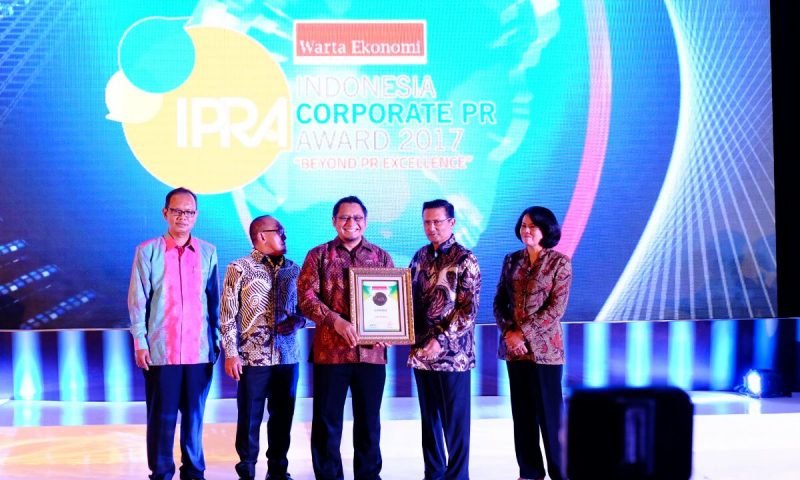 Warta Ekonomi
IPRA
INDONESIA
CORPORATE PR
AWARD 2017
"BEYOND PR EXCELLENCE"